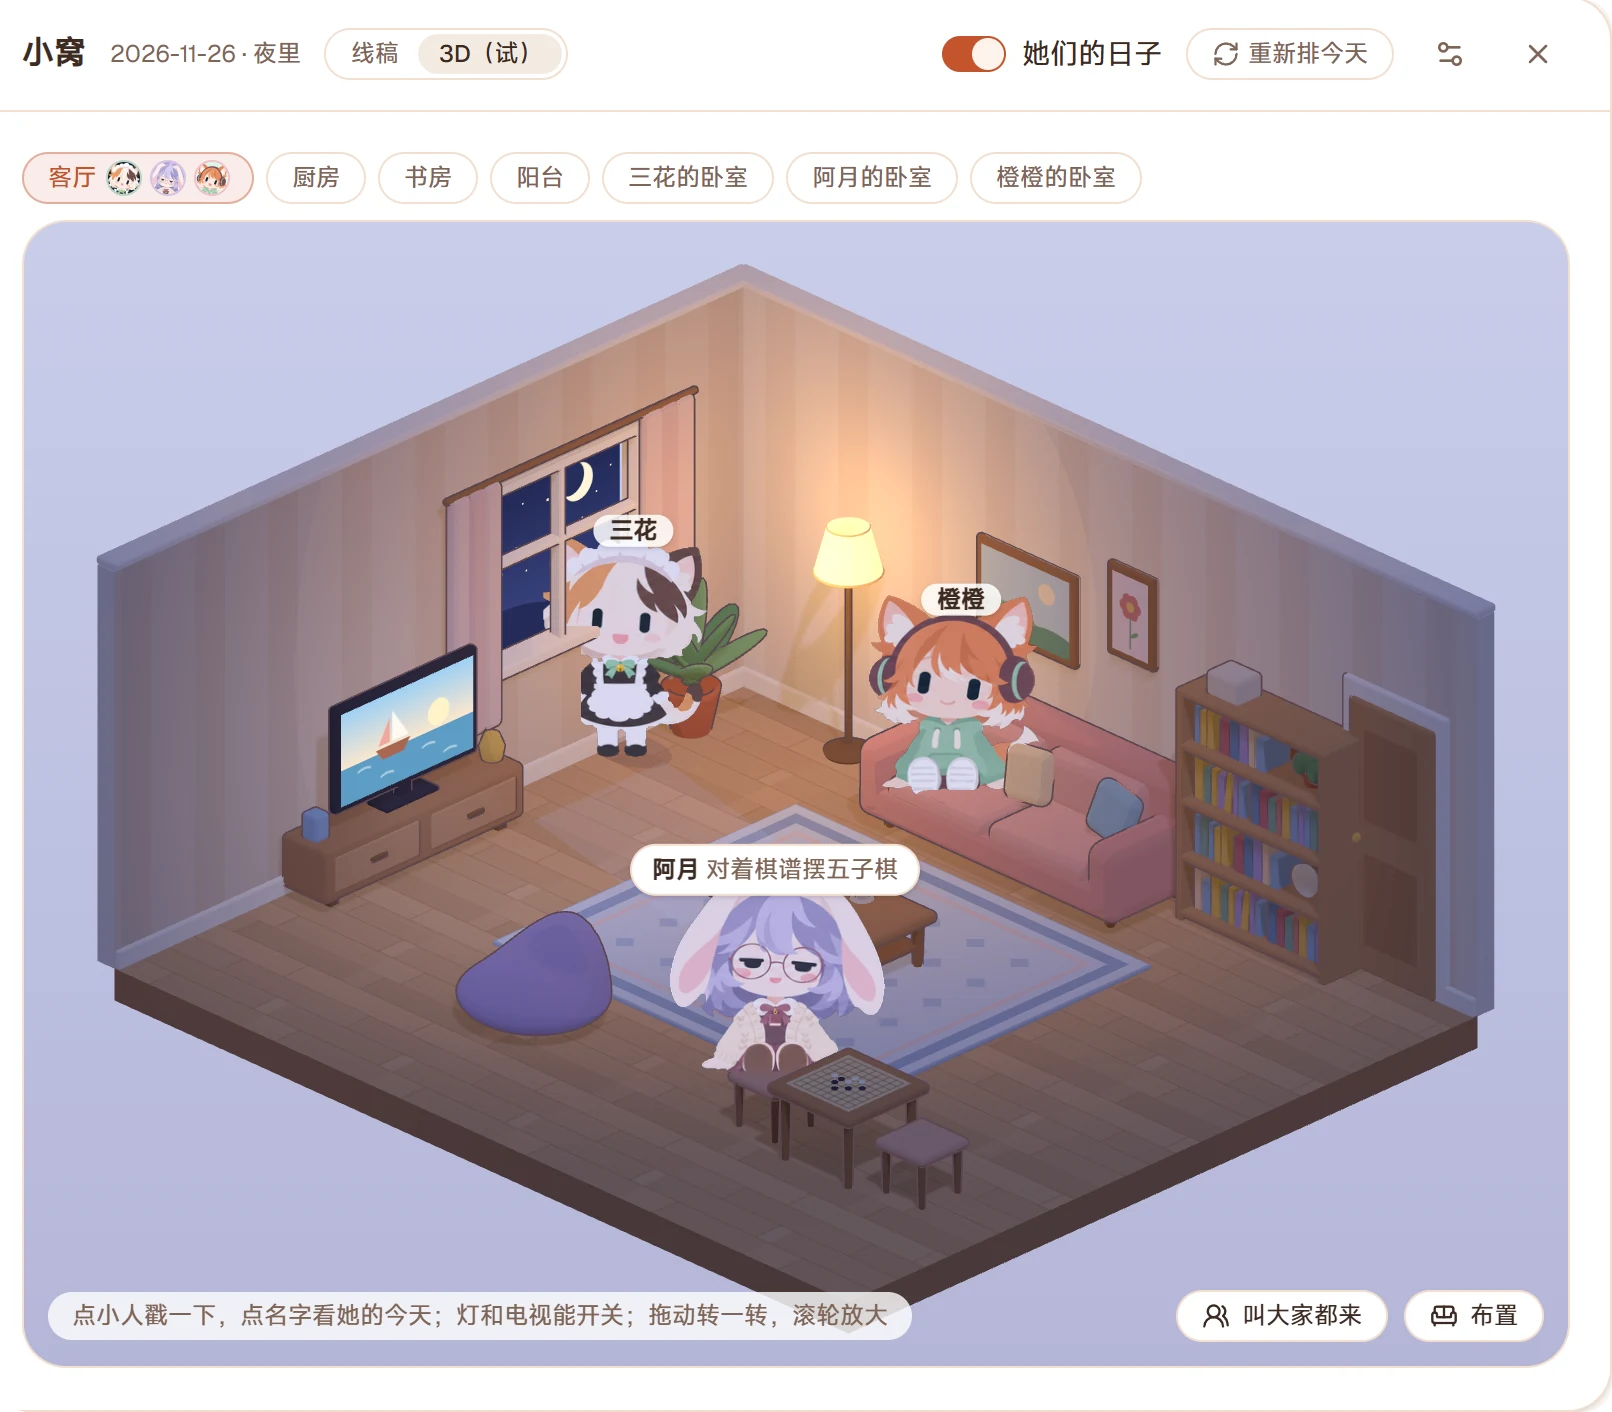 小窝 2026-11-26 · 夜里 线稿 3D（试） 她们的日子 重新排今天
客厅 厨房 书房 阳台 三花的卧室 阿月的卧室 橙橙的卧室
三花
橙橙
阿月 对着棋谱摆五子棋
点小人戳一下，点名字看她的今天；灯和电视能开关；拖动转一转，滚轮放大 叫大家都来 布置